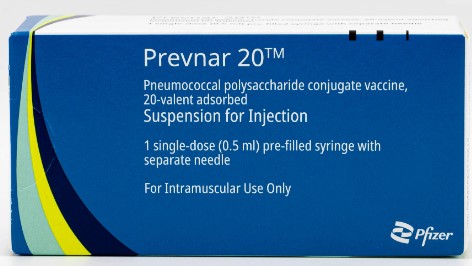 Prevnar 20™
Pneumococcal polysaccharide conjugate vaccine,
20-valent adsorbed
Suspension for Injection
1 single-dose (0.5 ml) pre-filled syringe with
separate needle
For Intramuscular Use Only
Pfizer